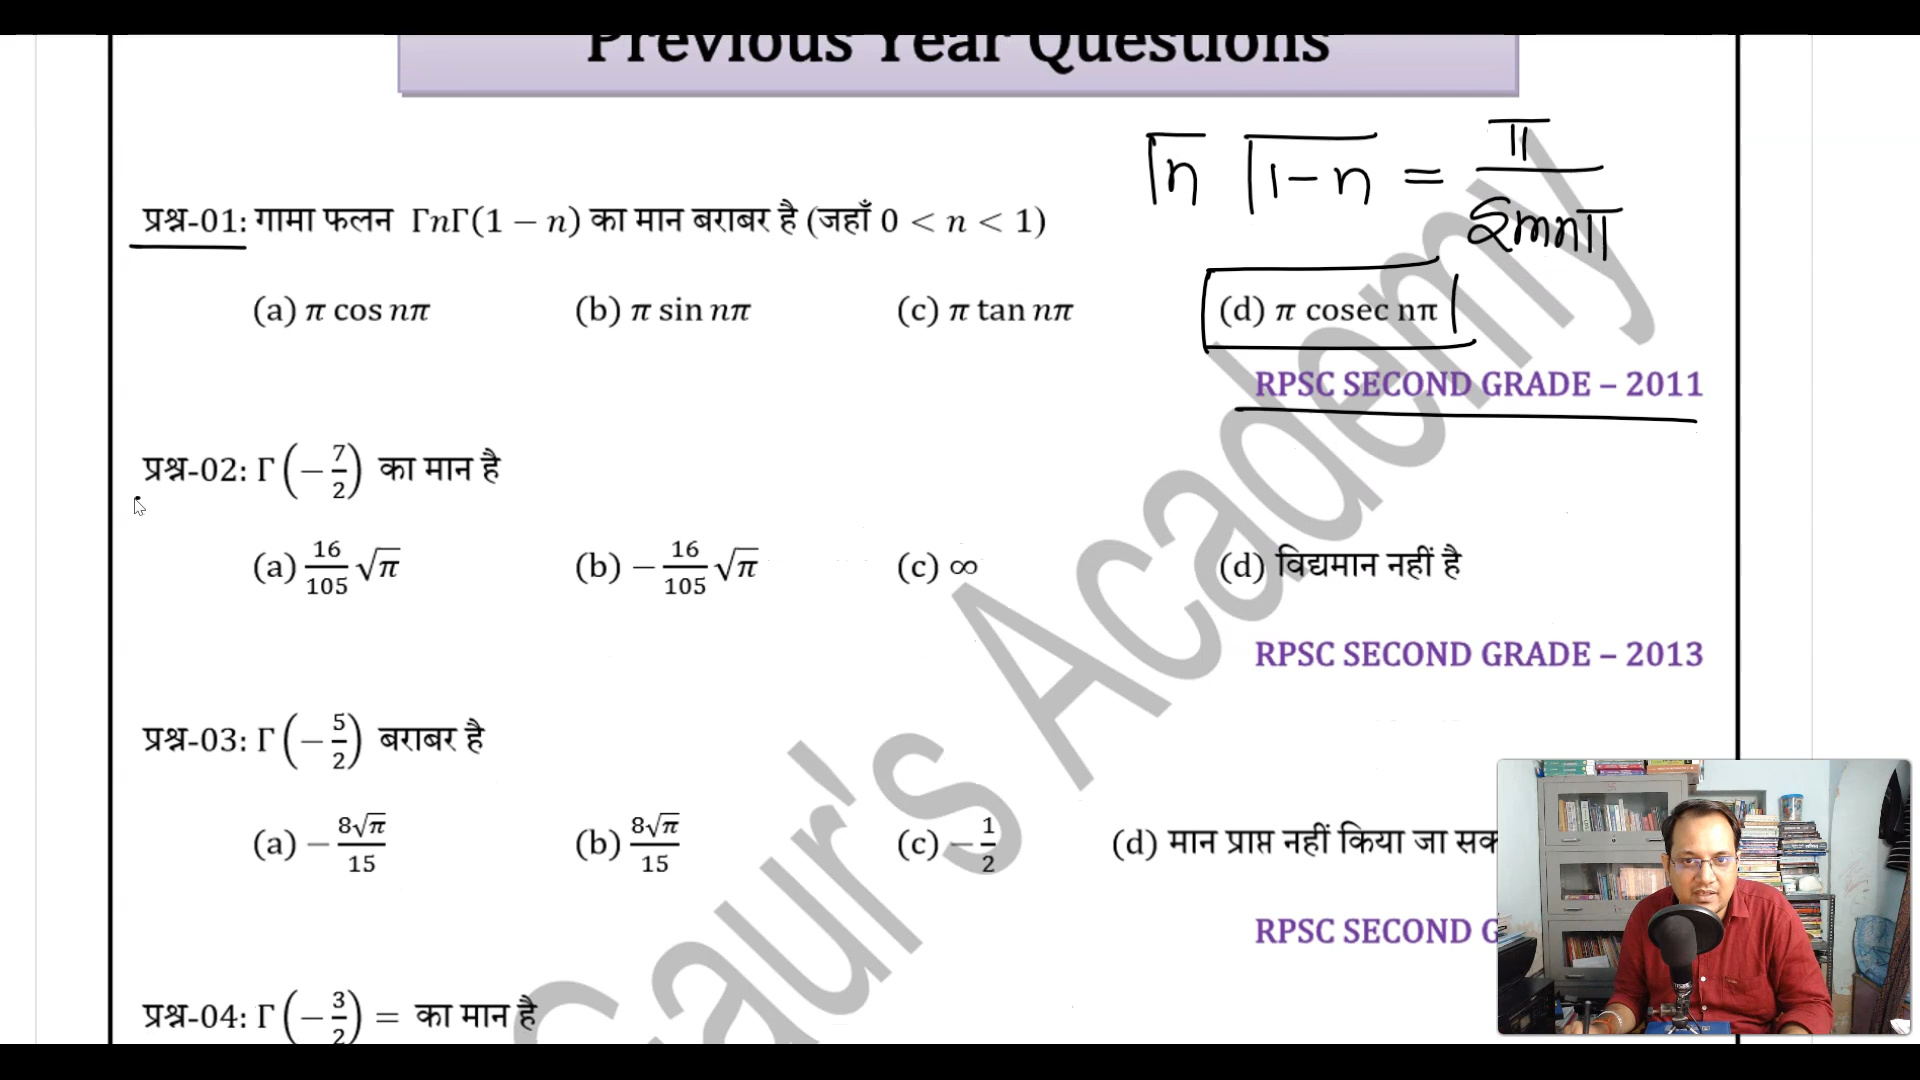 Previous Year Questions
Γn Γ1-n = π / Sin nπ
प्रश्न-01: गामा फलन ΓnΓ(1 − n) का मान बराबर है (जहाँ 0 < n < 1)
(a) π cos nπ (b) π sin nπ (c) π tan nπ (d) π cosec nπ
RPSC SECOND GRADE – 2011
प्रश्न-02: Γ(−7/2) का मान है
(a) 16/105 √π (b) −16/105 √π (c) ∞ (d) विद्यमान नहीं है
RPSC SECOND GRADE – 2013
प्रश्न-03: Γ(−5/2) बराबर है
(a) −8√π/15 (b) 8√π/15 (c) −1/2 (d) मान प्राप्त नहीं किया जा सक
RPSC SECOND G
प्रश्न-04: Γ(−3/2) = का मान है
Gaur's Academy